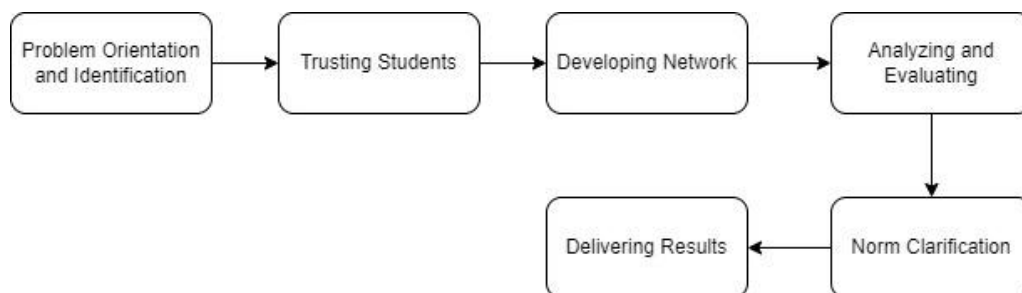 Problem Orientation
and Identification
Trusting Students
Developing Network
Analyzing and
Evaluating
Norm Clarification
Delivering Results